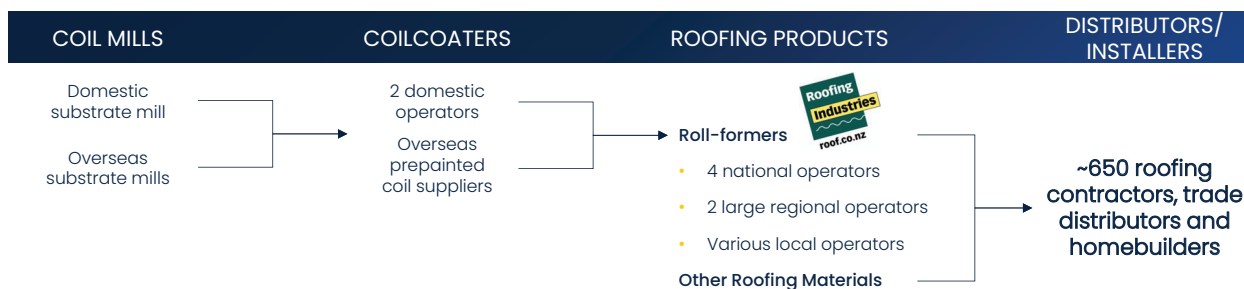 COIL MILLS
COILCOATERS
ROOFING PRODUCTS
DISTRIBUTORS/
INSTALLERS
Domestic
substrate mill
Overseas
substrate mills
2 domestic
operators
Overseas
prepainted
coil suppliers
Roofing
Industries
roof.co.nz
Roll-formers
• 4 national operators
• 2 large regional operators
• Various local operators
Other Roofing Materials
~650 roofing
contractors, trade
distributors and
homebuilders